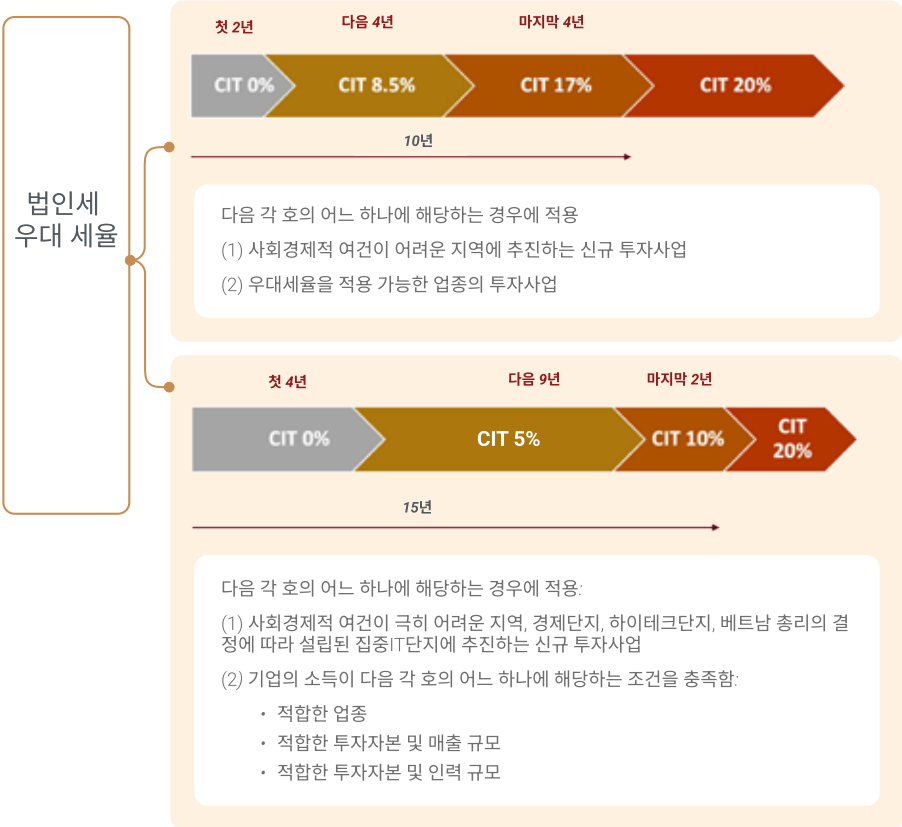 법인세
우대 세율
첫 2년
다음 4년
마지막 4년
CIT 0%
CIT 8.5%
CIT 17%
CIT 20%
10년
다음 각 호의 어느 하나에 해당하는 경우에 적용
(1) 사회경제적 여건이 어려운 지역에 추진하는 신규 투자사업
(2) 우대세율을 적용 가능한 업종의 투자사업
첫 4년
다음 9년
마지막 2년
CIT 0%
CIT 5%
CIT 10%
CIT
20%
15년
다음 각 호의 어느 하나에 해당하는 경우에 적용:
(1) 사회경제적 여건이 극히 어려운 지역, 경제단지, 하이테크단지, 베트남 총리의 결
정에 따라 설립된 집중IT단지에 추진하는 신규 투자사업
(2) 기업의 소득이 다음 각 호의 어느 하나에 해당하는 조건을 충족함:
• 적합한 업종
• 적합한 투자자본 및 매출 규모
• 적합한 투자자본 및 인력 규모